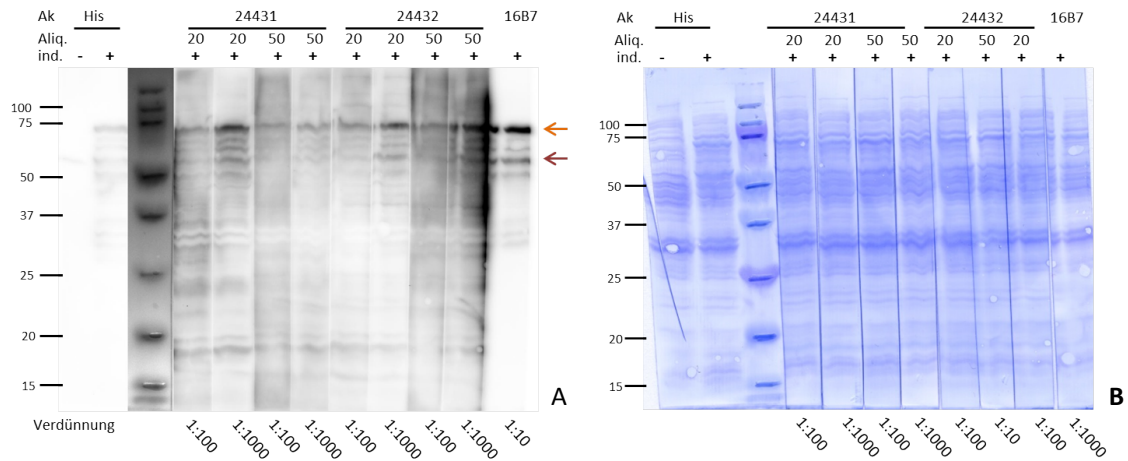 Ak His 24431 24432 16B7
Aliq. 20 20 50 50 20 20 50 50
ind. - + + + + + + + + + +
100
75
50
37
25
20
15
A
Verdünnung 1:100 1:1000 1:100 1:1000 1:100 1:1000 1:100 1:1000 1:10
Ak His 24431 24432 16B7
Aliq. 20 20 50 50 20 50 20
ind. - + + + + + + + + +
100
75
50
37
25
20
15
B
1:100 1:1000 1:100 1:1000 1:100 1:10 1:100 1:1000